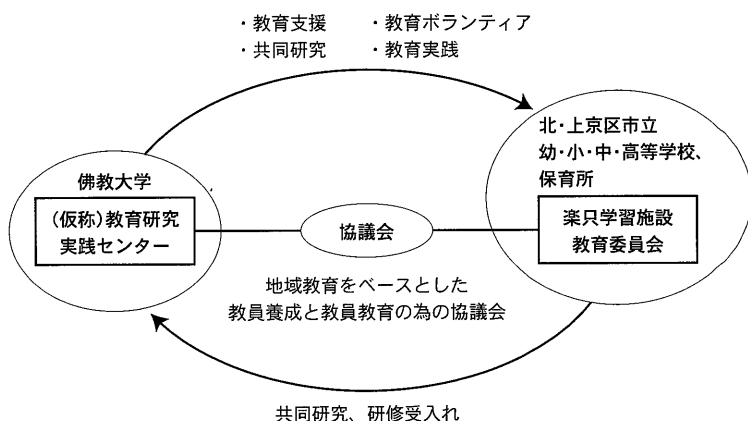 ・教育支援 ・教育ボランティア
・共同研究 ・教育実践
北・上京区市立
幼・小・中・高等学校、
保育所
佛教大学
(仮称)教育研究
実践センター
協議会
楽只学習施設
教育委員会
地域教育をベースとした
教員養成と教員教育の為の協議会
共同研究、研修受入れ